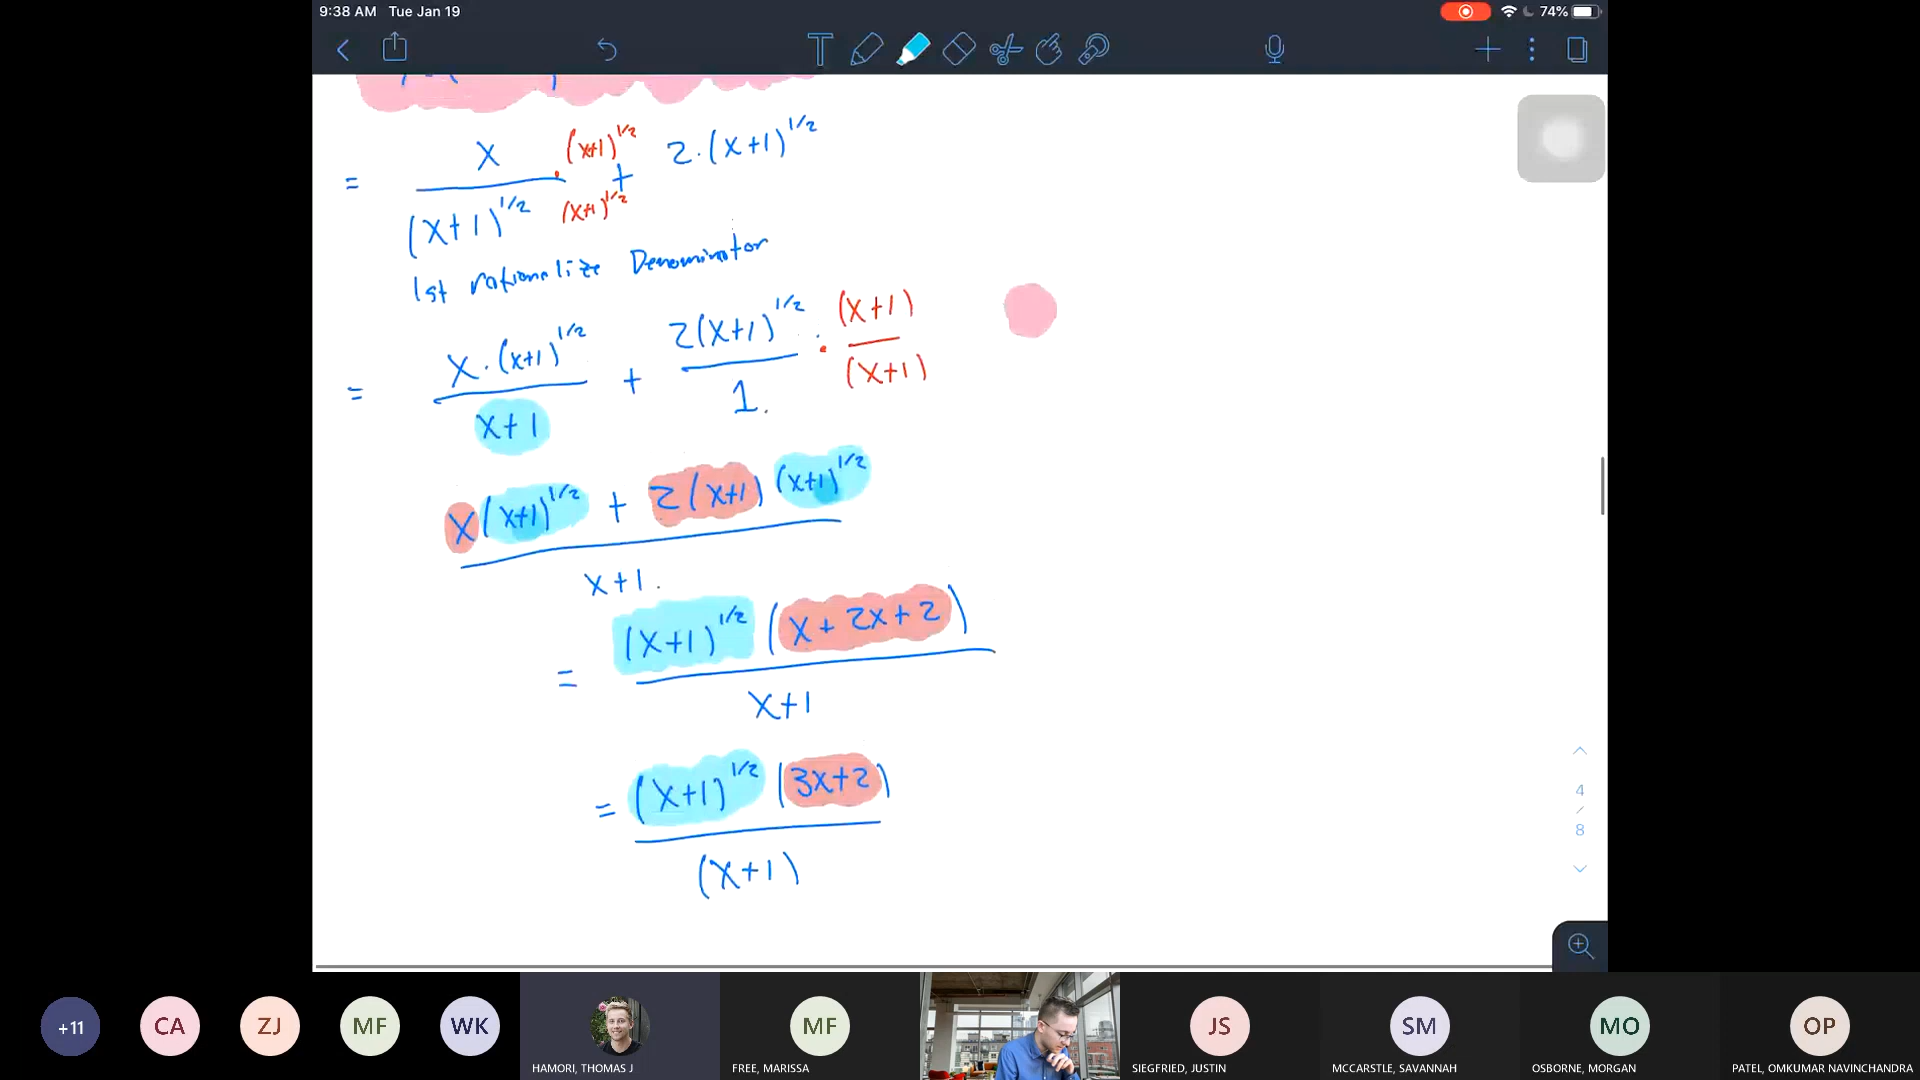 9:38 AM Tue Jan 19
74%
= x/(x+1)^1/2 · (x+1)^1/2/(x+1)^1/2 + 2·(x+1)^1/2
1st rationalize Denominator
= x·(x+1)^1/2/x+1 + 2(x+1)^1/2/1. · (x+1)/(x+1)
x(x+1)^1/2 + 2(x+1)(x+1)^1/2
x+1.
= (x+1)^1/2 (x+2x+2)
x+1
= (x+1)^1/2 (3x+2)
(x+1)
4
/
8
+11
CA
ZJ
MF
WK
HAMORI, THOMAS J
MF
FREE, MARISSA
JS
SIEGFRIED, JUSTIN
SM
MCCARSTLE, SAVANNAH
MO
OSBORNE, MORGAN
OP
PATEL, OMKUMAR NAVINCHANDRA